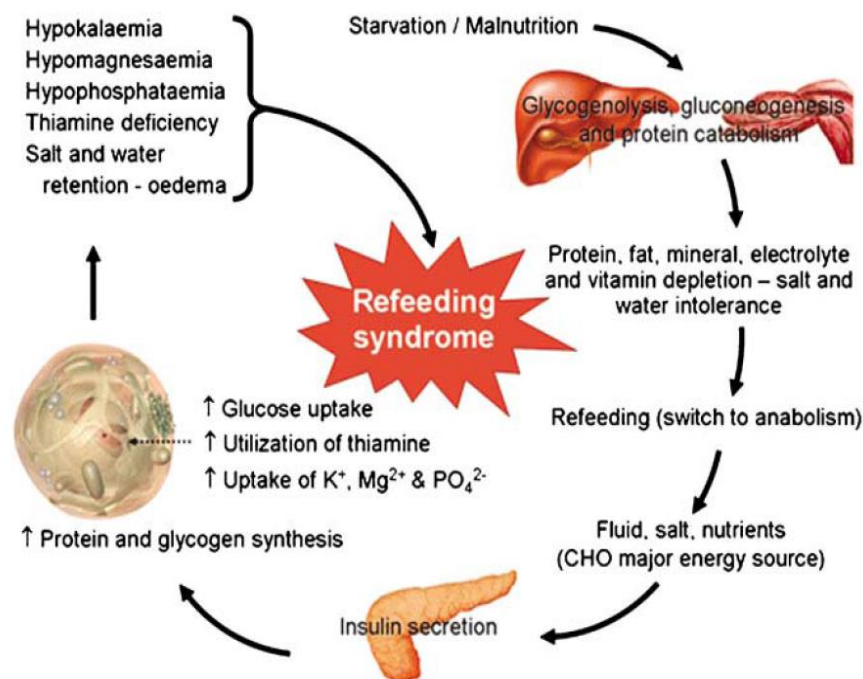 Starvation / Malnutrition
Glycogenolysis, gluconeogenesis
and protein catabolism
Protein, fat, mineral, electrolyte
and vitamin depletion – salt and
water intolerance
Refeeding (switch to anabolism)
Fluid, salt, nutrients
(CHO major energy source)
Insulin secretion
↑ Protein and glycogen synthesis
↑ Glucose uptake
↑ Utilization of thiamine
↑ Uptake of K⁺, Mg²⁺ & PO₄²⁻
Hypokalaemia
Hypomagnesaemia
Hypophosphataemia
Thiamine deficiency
Salt and water
retention - oedema
Refeeding
syndrome